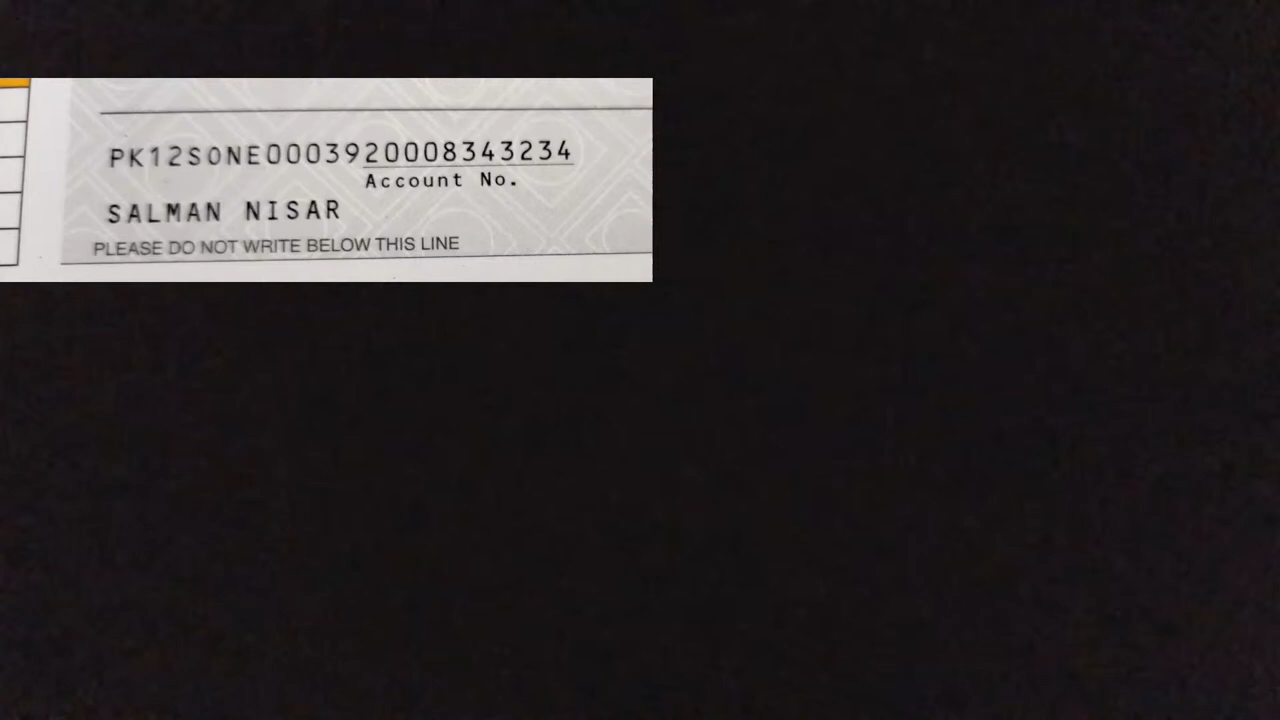 PK12SONE0003920008343234
Account No.
SALMAN NISAR
PLEASE DO NOT WRITE BELOW THIS LINE